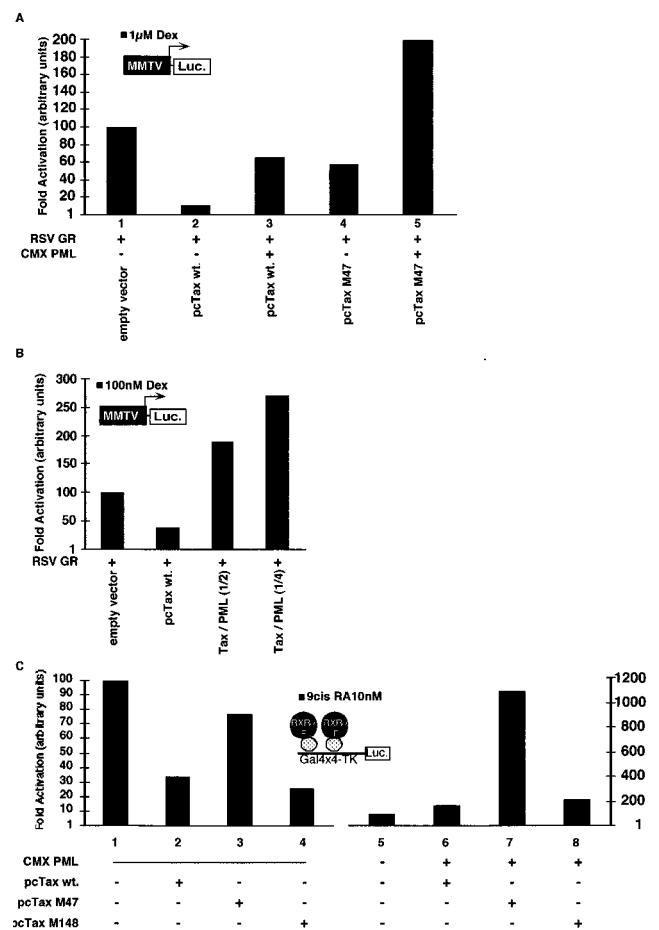 A
■ 1µM Dex
MMTV Luc.
Fold Activation (arbitrary units)
200
180
160
140
120
100
80
60
40
20
1
1 2 3 4 5
RSV GR + + + + +
CMX PML - - + - +
empty vector
pcTax wt.
pcTax wt.
pcTax M47
pcTax M47
B
■ 100nM Dex
MMTV Luc.
Fold Activation (arbitrary units)
300
250
200
150
100
50
1
RSV GR + + + +
empty vector
pcTax wt.
Tax / PML (1/2)
Tax / PML (1/4)
C
■ 9cis RA10nM
Gal4x4-TK Luc.
Fold Activation (arbitrary units)
100
90
80
70
60
50
40
30
20
10
1
1200
1000
800
600
400
200
1
1 2 3 4 5 6 7 8
CMX PML - + + +
pcTax wt. - + - - - + - -
pcTax M47 - - + - - - + -
pcTax M148 - - - + - - - +